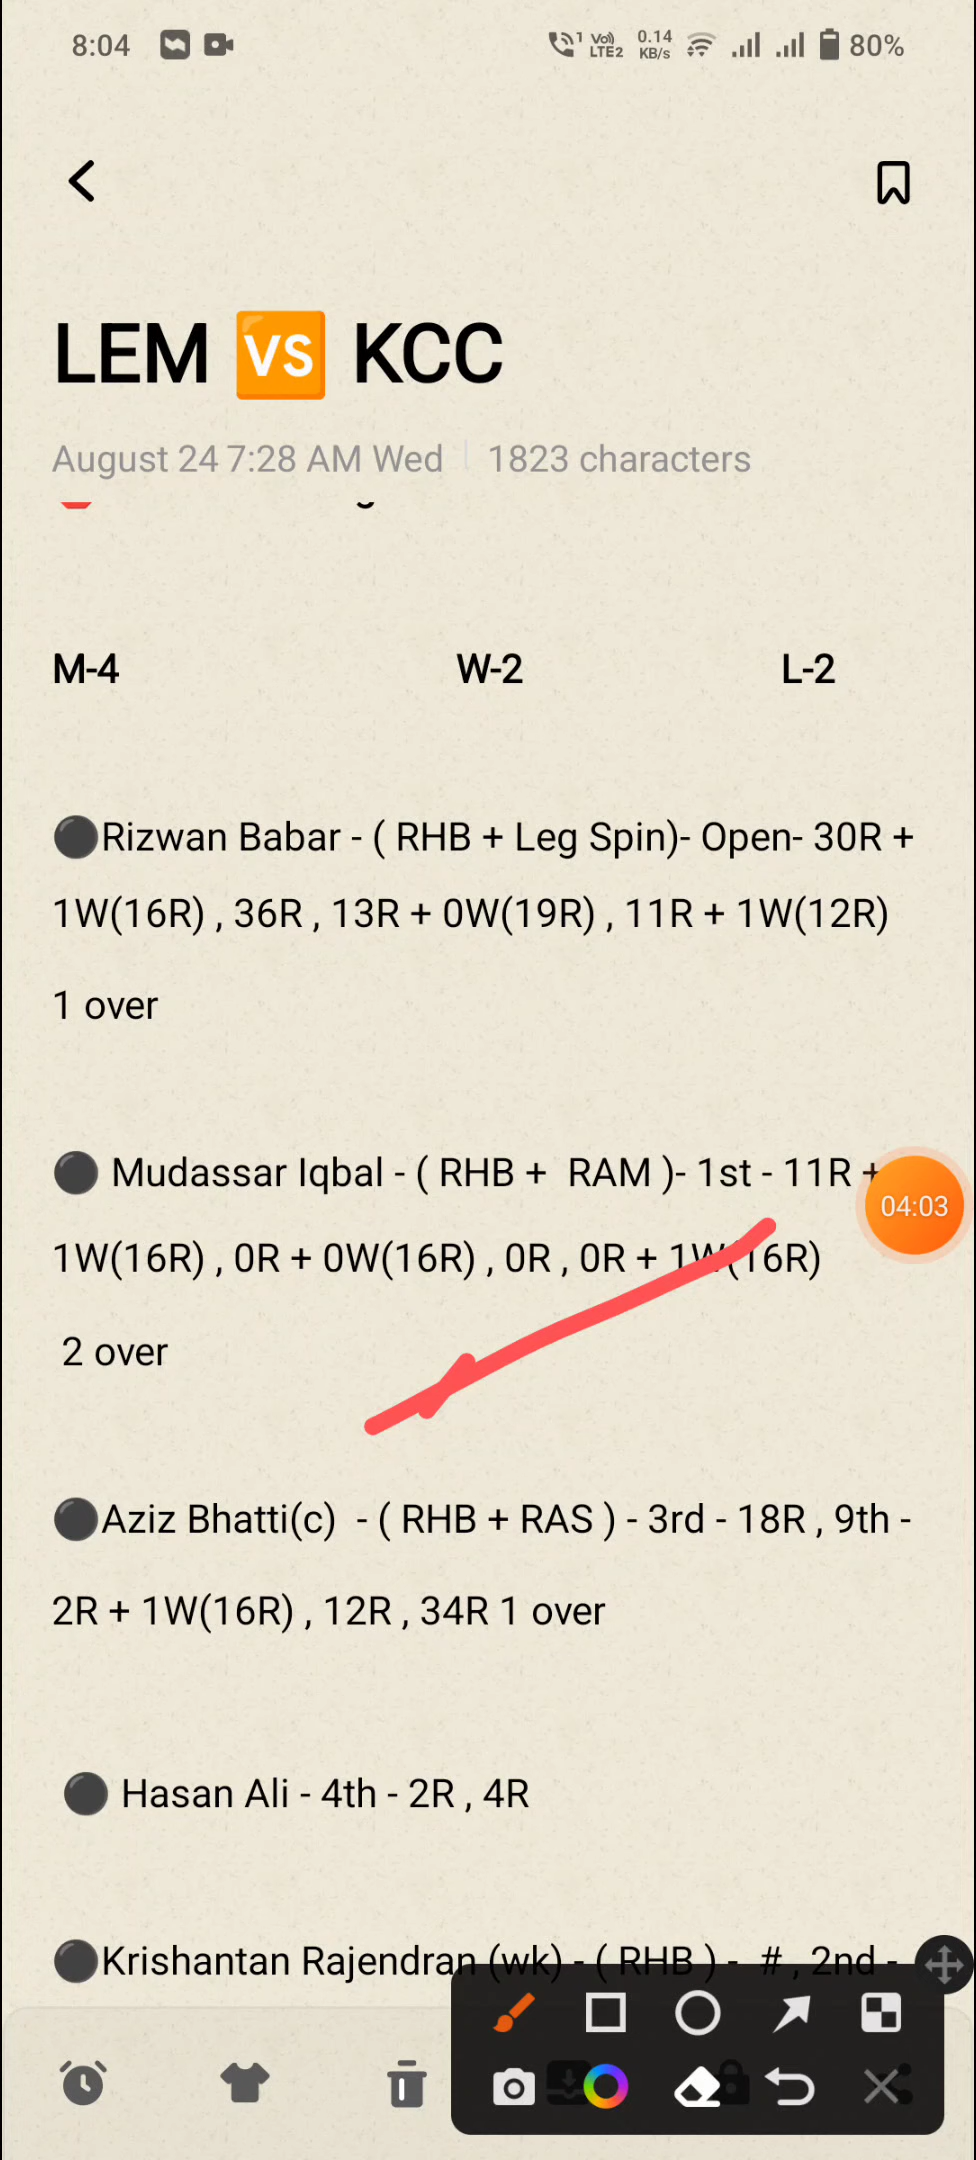 8:04
1 Vo) LTE2 0.14 KB/s 80%
LEM VS KCC
August 24 7:28 AM Wed | 1823 characters
M-4 W-2 L-2
Rizwan Babar - ( RHB + Leg Spin)- Open- 30R +
1W(16R) , 36R , 13R + 0W(19R) , 11R + 1W(12R)
1 over
Mudassar Iqbal - ( RHB + RAM )- 1st - 11R +
04:03
1W(16R) , 0R + 0W(16R) , 0R , 0R + 1W(16R)
2 over
Aziz Bhatti(c) - ( RHB + RAS ) - 3rd - 18R , 9th -
2R + 1W(16R) , 12R , 34R 1 over
Hasan Ali - 4th - 2R , 4R
Krishantan Rajendran (wk) - ( RHB ) - # , 2nd -